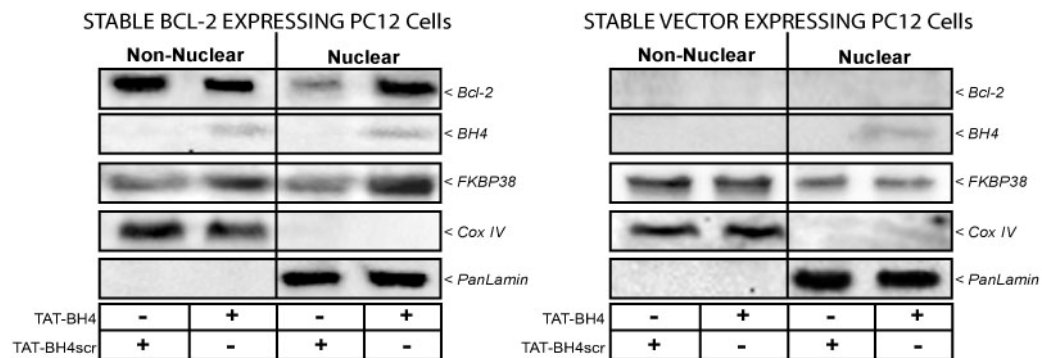 STABLE BCL-2 EXPRESSING PC12 Cells
Non-Nuclear Nuclear
< Bcl-2
< BH4
< FKBP38
< Cox IV
< PanLamin
TAT-BH4 - + - +
TAT-BH4scr + - + -
STABLE VECTOR EXPRESSING PC12 Cells
Non-Nuclear Nuclear
< Bcl-2
< BH4
< FKBP38
< Cox IV
< PanLamin
TAT-BH4 - + - +
TAT-BH4scr + - + -